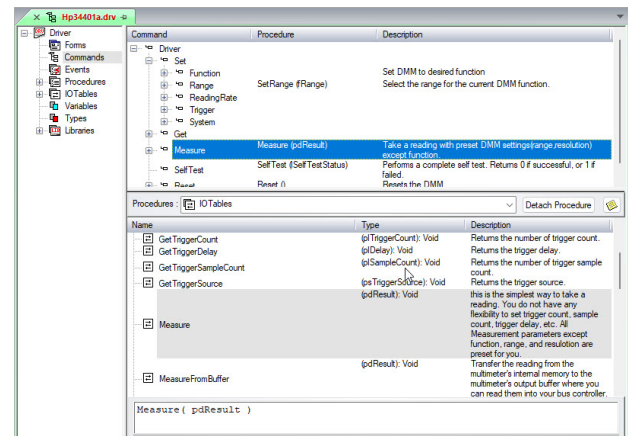 Hp34401a.drv
Driver
Forms
Commands
Events
Procedures
IOTables
Variables
Types
Libraries
Command Procedure Description
Driver
Set
Function Set DMM to desired function
Range SetRange (fRange) Select the range for the current DMM function.
ReadingRate
Trigger
System
Get
Measure Measure (pdResult) Take a reading with preset DMM settings(range,resolution)
except function.
SelfTest SelfTest (lSelfTestStatus) Performs a complete self test. Returns 0 if successful, or 1 if
failed.
Reset Reset () Resets the DMM
Procedures : IOTables Detach Procedure
Name Type Description
GetTriggerCount (plTriggerCount): Void Returns the number of trigger count.
GetTriggerDelay (plDelay): Void Returns the trigger delay.
GetTriggerSampleCount (plSampleCount): Void Returns the number of trigger sample
count.
GetTriggerSource (psTriggerSource): Void Returns the trigger source.
Measure (pdResult): Void this is the simplest way to take a
reading. You do not have any
flexibility to set trigger count, sample
count, trigger delay, etc. All
Measurement parameters except
function, range, and resulotion are
preset for you.
MeasureFromBuffer (pdResult): Void Transfer the reading from the
multimeter's internal memory to the
multimeter's output buffer where you
can read them into your bus controller.
Measure( pdResult )